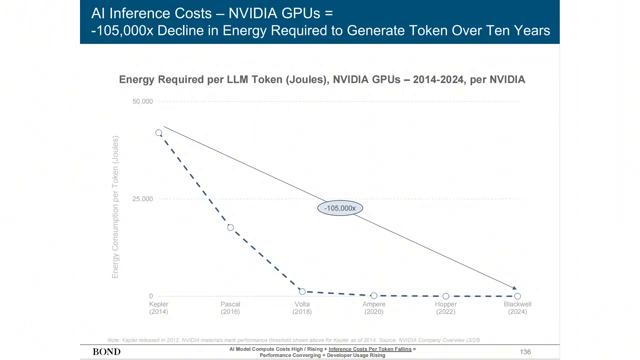 AI Inference Costs – NVIDIA GPUs =
-105,000x Decline in Energy Required to Generate Token Over Ten Years
Energy Required per LLM Token (Joules), NVIDIA GPUs – 2014-2024, per NVIDIA
Energy Consumption per Token (Joules)
50,000
25,000
0
-105,000x
Kepler
(2014)
Pascal
(2016)
Volta
(2018)
Ampere
(2020)
Hopper
(2022)
Blackwell
(2024)
Note: Kepler released in 2012. NVIDIA materials mark performance threshold shown above for Kepler as of 2014. Source: NVIDIA Company Overview
BOND
AI Model Compute Costs High / Rising + Inference Costs Per Token Falling =
Performance Converging + Developer Usage Rising
136